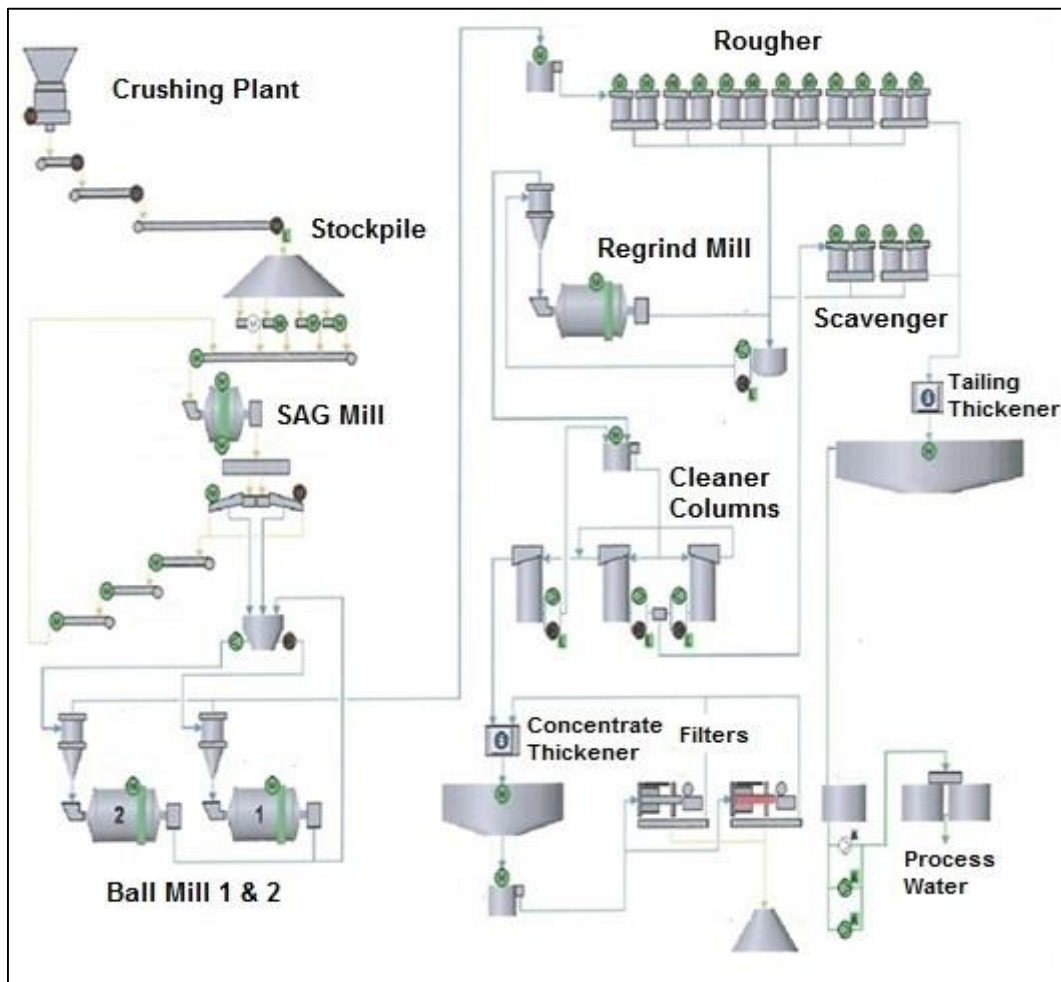 Rougher
Crushing Plant
Stockpile
Regrind Mill
Scavenger
Tailing
Thickener
SAG Mill
Cleaner
Columns
Concentrate
Thickener
Filters
2
1
Process
Water
Ball Mill 1 & 2